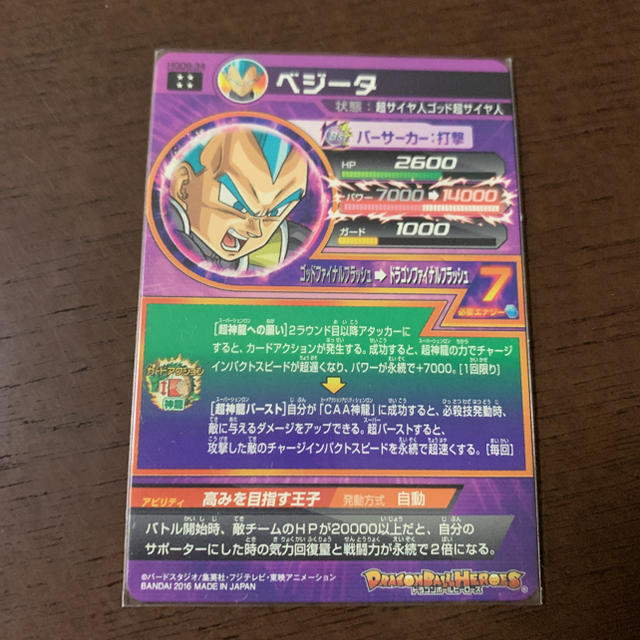 HGD8-34
ベジータ
状態：超サイヤ人ゴッド超サイヤ人
バーサーカー：打撃
HP 2600
パワー 7000 ➡ 14000
ガード 1000
ゴッドファイナルフラッシュ ➡ ドラゴンファイナルフラッシュ 7
必要エナジー
[超神龍への願い] 2ラウンド目以降アタッカーに
すると、カードアクションが発生する。成功すると、超神龍の力でチャージ
インパクトスピードが超遅くなり、パワーが永続で+7000。[1回限り]
カードアクション
神龍
[超神龍バースト] 自分が「CAA神龍」に成功すると、必殺技発動時、
敵に与えるダメージをアップできる。超バーストすると、
攻撃した敵のチャージインパクトスピードを永続で超速くする。[毎回]
アビリティ 高みを目指す王子 発動方式 自動
バトル開始時、敵チームのHPが20000以上だと、自分の
サポーターにした時の気力回復量と戦闘力が永続で2倍になる。
©バードスタジオ/集英社・フジテレビ・東映アニメーション
BANDAI 2016 MADE IN JAPAN
DRAGONBALL HEROES
ドラゴンボールヒーローズ